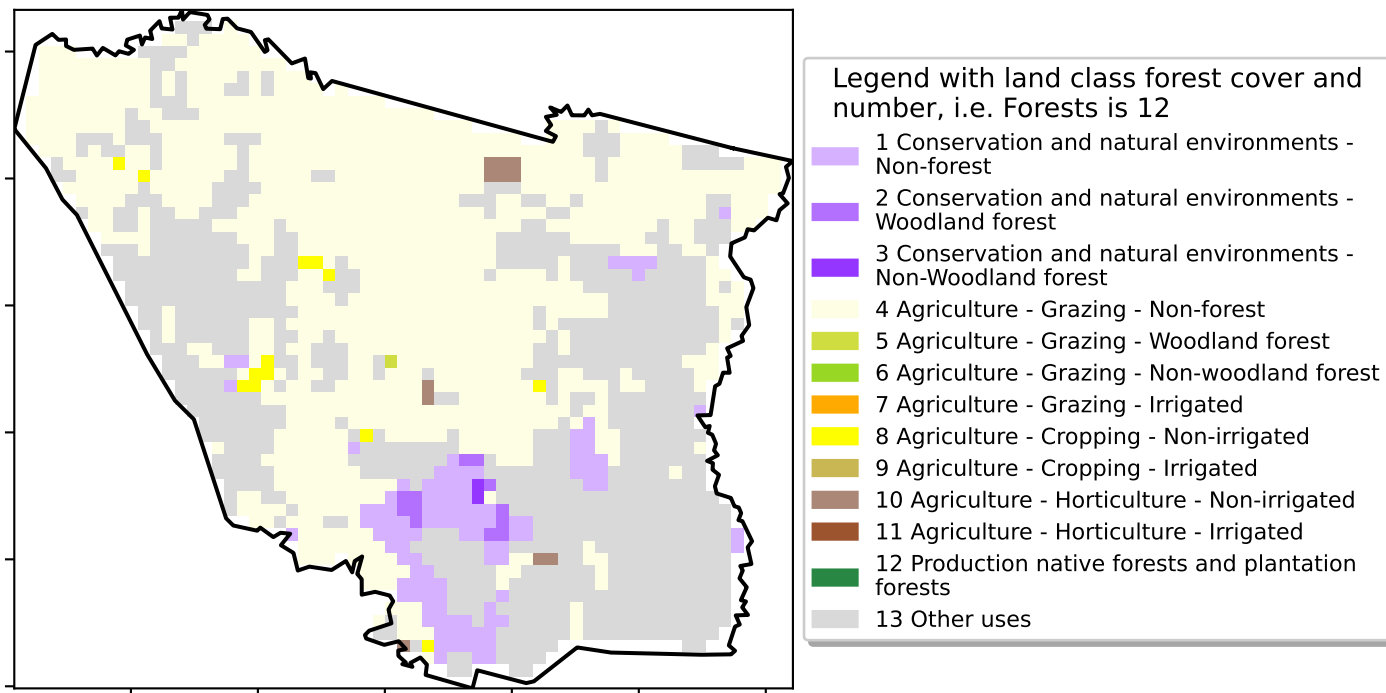 Legend with land class forest cover and
number, i.e. Forests is 12
1 Conservation and natural environments -
Non-forest
2 Conservation and natural environments -
Woodland forest
3 Conservation and natural environments -
Non-Woodland forest
4 Agriculture - Grazing - Non-forest
5 Agriculture - Grazing - Woodland forest
6 Agriculture - Grazing - Non-woodland forest
7 Agriculture - Grazing - Irrigated
8 Agriculture - Cropping - Non-irrigated
9 Agriculture - Cropping - Irrigated
10 Agriculture - Horticulture - Non-irrigated
11 Agriculture - Horticulture - Irrigated
12 Production native forests and plantation
forests
13 Other uses